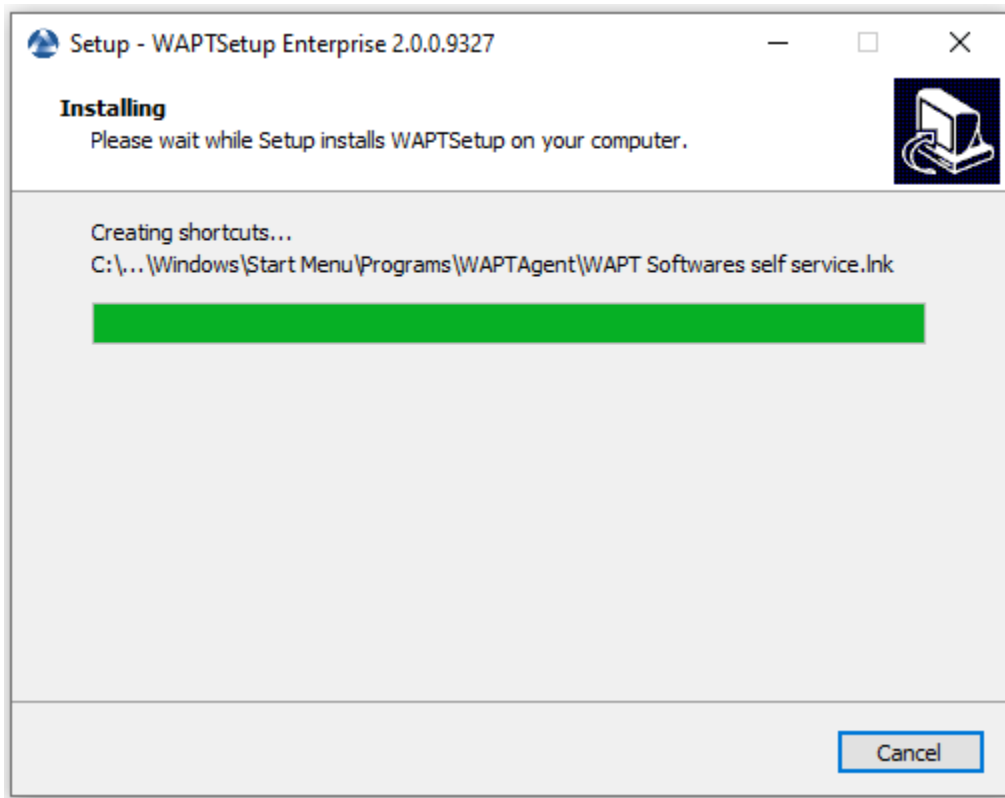 Setup - WAPTSetup Enterprise 2.0.0.9327
Installing
Please wait while Setup installs WAPTSetup on your computer.
Creating shortcuts...
C:\...\Windows\Start Menu\Programs\WAPTAgent\WAPT Softwares self service.lnk
Cancel